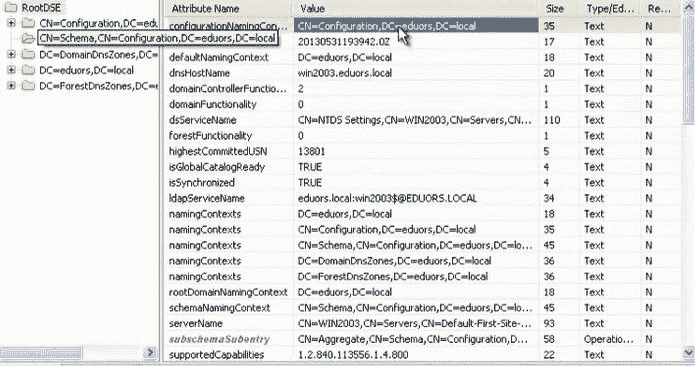 RootDSE
CN=Configuration,DC=edu
CN=Schema,CN=Configuration,DC=eduors,DC=local
DC=DomainDnsZones,DC=e
DC=eduors,DC=local
DC=ForestDnsZones,DC=e
Attribute Name Value Size Type/Ed... Re...
configurationNamingCon... CN=Configuration,DC=eduors,DC=local 35 Text N
20130531193942.0Z 17 Text N
defaultNamingContext DC=eduors,DC=local 18 Text N
dnsHostName win2003.eduors.local 20 Text N
domainControllerFunctio... 2 1 Text N
domainFunctionality 0 1 Text N
dsServiceName CN=NTDS Settings,CN=WIN2003,CN=Servers,CN... 110 Text N
forestFunctionality 0 1 Text N
highestCommittedUSN 13801 5 Text N
isGlobalCatalogReady TRUE 4 Text N
isSynchronized TRUE 4 Text N
ldapServiceName eduors.local:win2003$@EDUORS.LOCAL 34 Text N
namingContexts DC=eduors,DC=local 18 Text N
namingContexts CN=Configuration,DC=eduors,DC=local 35 Text N
namingContexts CN=Schema,CN=Configuration,DC=eduors,DC=lo... 45 Text N
namingContexts DC=DomainDnsZones,DC=eduors,DC=local 36 Text N
namingContexts DC=ForestDnsZones,DC=eduors,DC=local 36 Text N
rootDomainNamingContext DC=eduors,DC=local 18 Text N
schemaNamingContext CN=Schema,CN=Configuration,DC=eduors,DC=lo... 45 Text N
serverName CN=WIN2003,CN=Servers,CN=Default-First-Site-... 93 Text N
subschemaSubentry CN=Aggregate,CN=Schema,CN=Configuration,... 58 Operatio... N
supportedCapabilities 1.2.840.113556.1.4.800 22 Text N